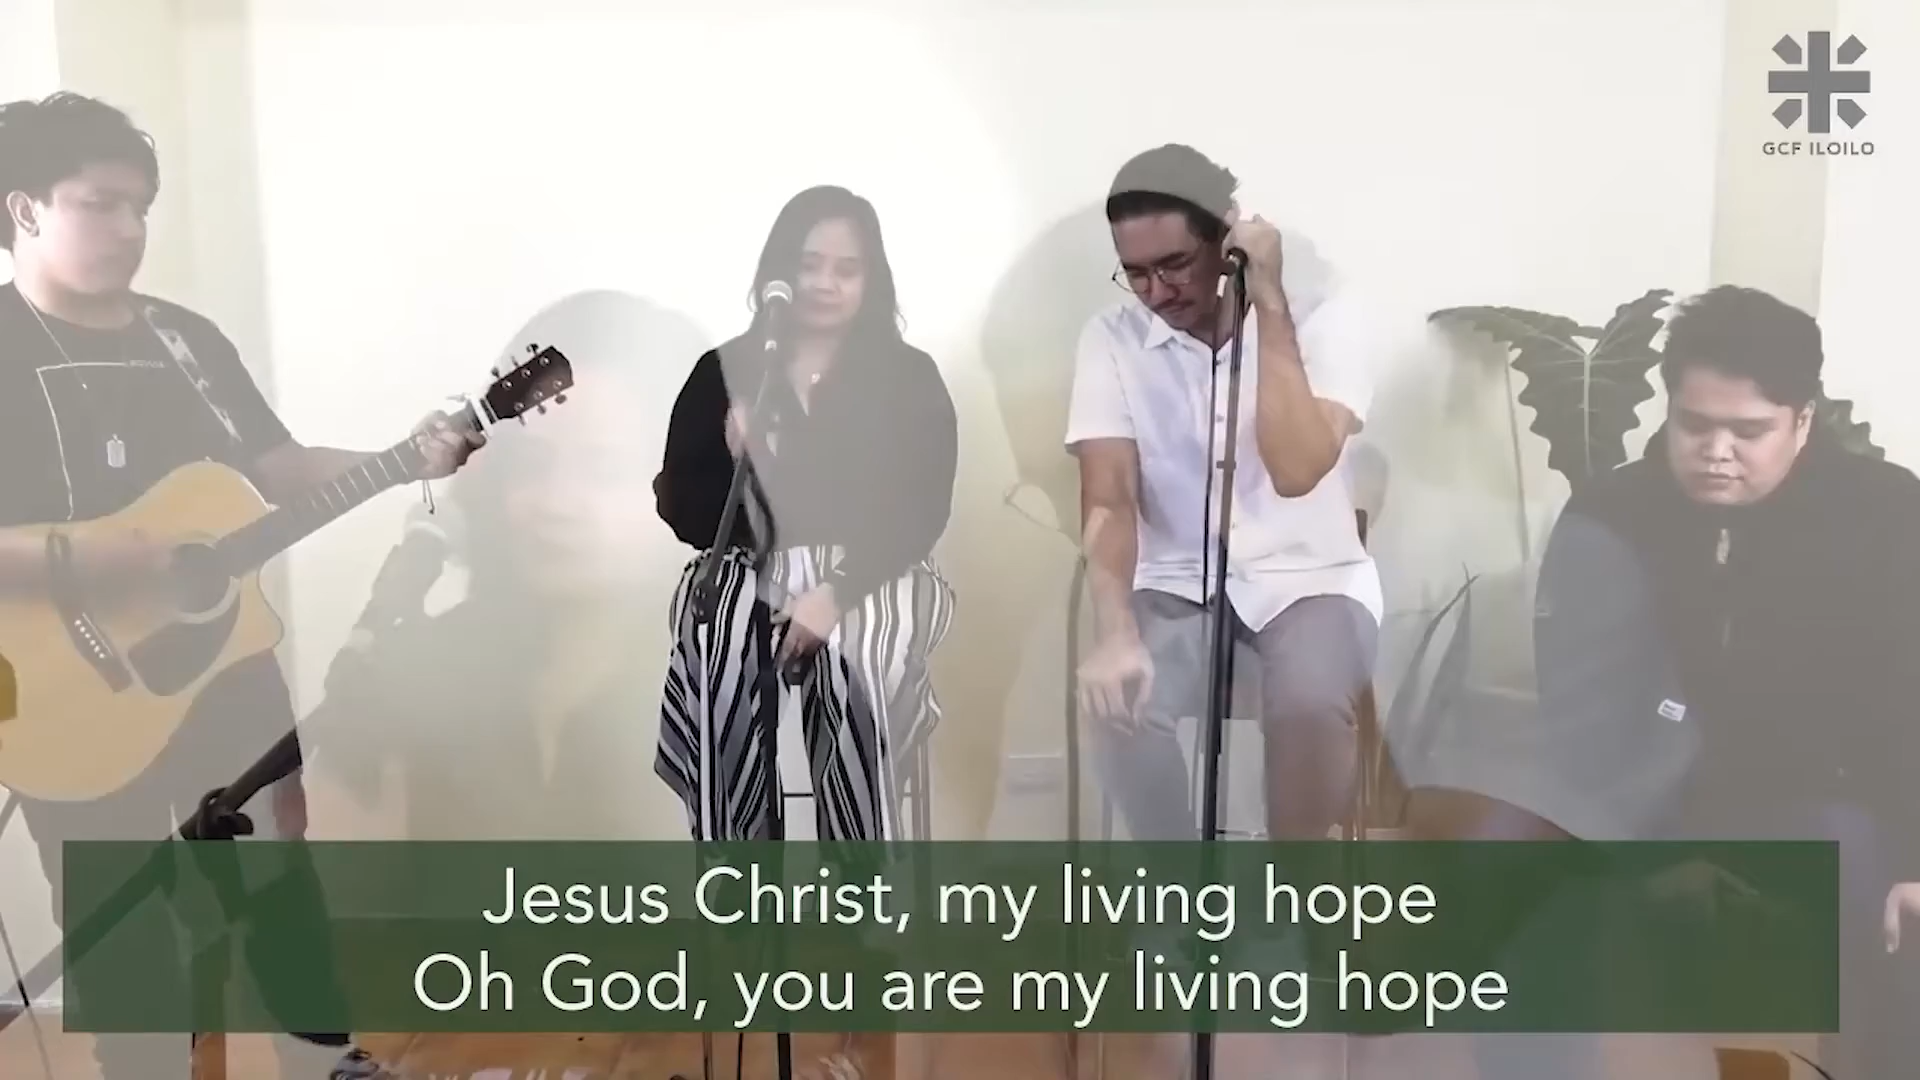 GCF ILOILO
Jesus Christ, my living hope
Oh God, you are my living hope